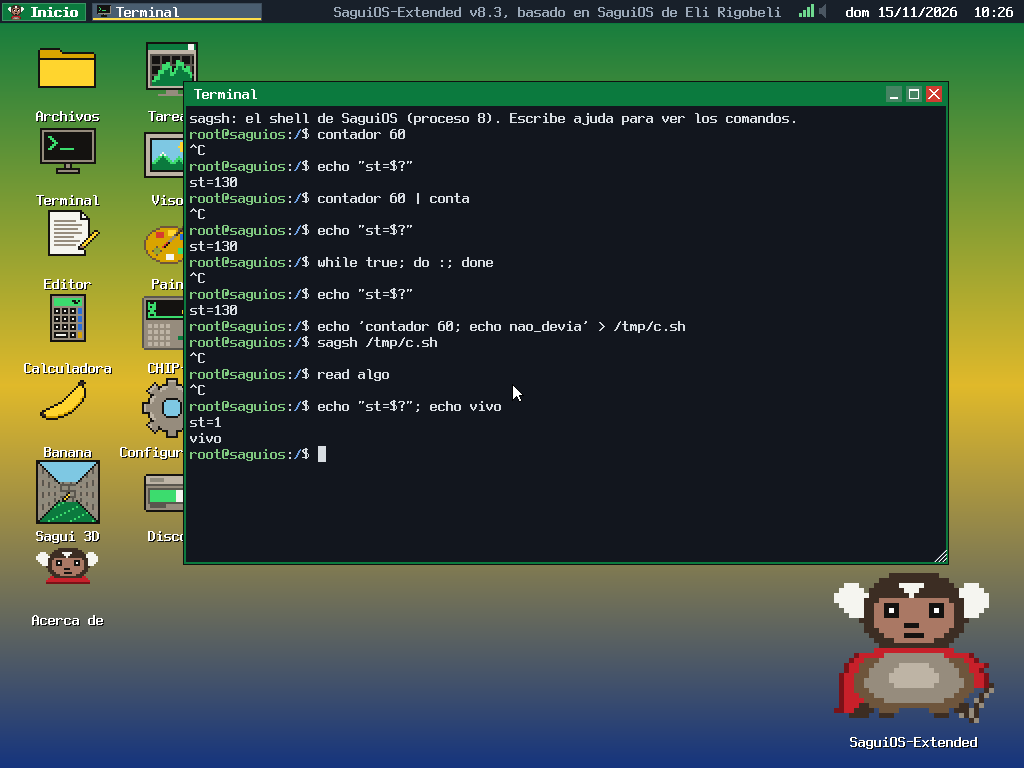 Inicio
Terminal
SaguiOS-Extended v8.3, basado en SaguiOS de Eli Rigobeli
dom 15/11/2026
10:26
Archivos
Terminal
Editor
Calculadora
Banana
Sagui 3D
Acerca de
Terminal
sagsh: el shell de SaguiOS (proceso 8). Escribe ajuda para ver los comandos.
root@saguios:/$ contador 60
^C
root@saguios:/$ echo "st=$?"
st=130
root@saguios:/$ contador 60 | conta
^C
root@saguios:/$ echo "st=$?"
st=130
root@saguios:/$ while true; do :; done
^C
root@saguios:/$ echo "st=$?"
st=130
root@saguios:/$ echo 'contador 60; echo nao_devia' > /tmp/c.sh
root@saguios:/$ sagsh /tmp/c.sh
^C
root@saguios:/$ read algo
^C
root@saguios:/$ echo "st=$?"; echo vivo
st=1
vivo
root@saguios:/$
SaguiOS-Extended